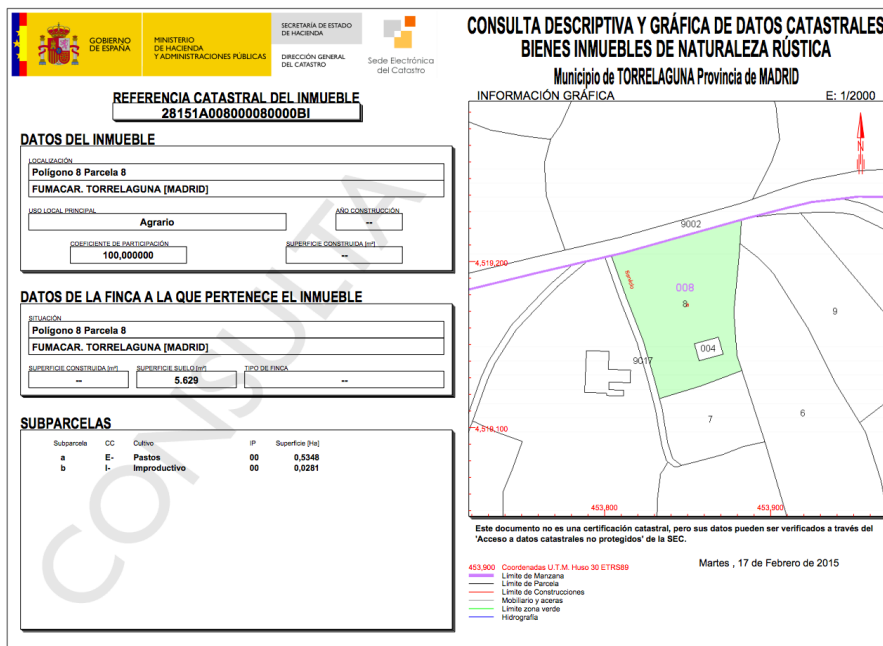 GOBIERNO
DE ESPAÑA
MINISTERIO
DE HACIENDA
Y ADMINISTRACIONES PÚBLICAS
SECRETARÍA DE ESTADO
DE HACIENDA
DIRECCIÓN GENERAL
DEL CATASTRO
Sede Electrónica
del Catastro
CONSULTA DESCRIPTIVA Y GRÁFICA DE DATOS CATASTRALES
BIENES INMUEBLES DE NATURALEZA RÚSTICA
Municipio de TORRELAGUNA Provincia de MADRID
REFERENCIA CATASTRAL DEL INMUEBLE
28151A008000080000BI
DATOS DEL INMUEBLE
LOCALIZACIÓN
Polígono 8 Parcela 8
FUMACAR. TORRELAGUNA [MADRID]
USO LOCAL PRINCIPAL
Agrario
AÑO CONSTRUCCIÓN
--
COEFICIENTE DE PARTICIPACIÓN
100,000000
SUPERFICIE CONSTRUIDA [m²]
--
DATOS DE LA FINCA A LA QUE PERTENECE EL INMUEBLE
SITUACIÓN
Polígono 8 Parcela 8
FUMACAR. TORRELAGUNA [MADRID]
SUPERFICIE CONSTRUIDA [m²]
--
SUPERFICIE SUELO [m²]
5.629
TIPO DE FINCA
--
SUBPARCELAS
Subparcela CC Cultivo IP Superficie [Ha]
a E- Pastos 00 0,5348
b I- Improductivo 00 0,0281
CONSULTA
INFORMACIÓN GRÁFICA E: 1/2000
N
9002
4,519,200
008
8
a
9
004
9017
4,519,100
7
6
453,800
453,900
Este documento no es una certificación catastral, pero sus datos pueden ser verificados a través del
'Acceso a datos catastrales no protegidos' de la SEC.
Martes , 17 de Febrero de 2015
453,900 Coordenadas U.T.M. Huso 30 ETRS89
Límite de Manzana
Límite de Parcela
Límite de Construcciones
Mobiliario y aceras
Límite zona verde
Hidrografía